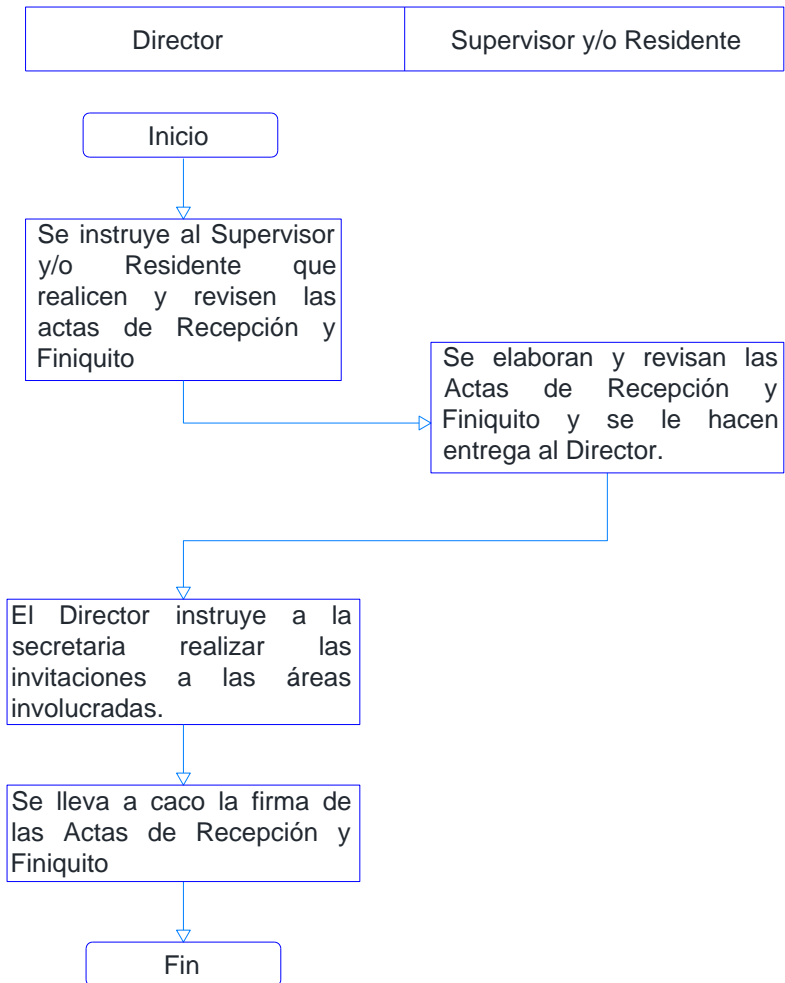 Director
Supervisor y/o Residente
Inicio
Se instruye al Supervisor
y/o Residente que
realicen y revisen las
actas de Recepción y
Finiquito
Se elaboran y revisan las
Actas de Recepción y
Finiquito y se le hacen
entrega al Director.
El Director instruye a la
secretaria realizar las
invitaciones a las áreas
involucradas.
Se lleva a caco la firma de
las Actas de Recepción y
Finiquito
Fin